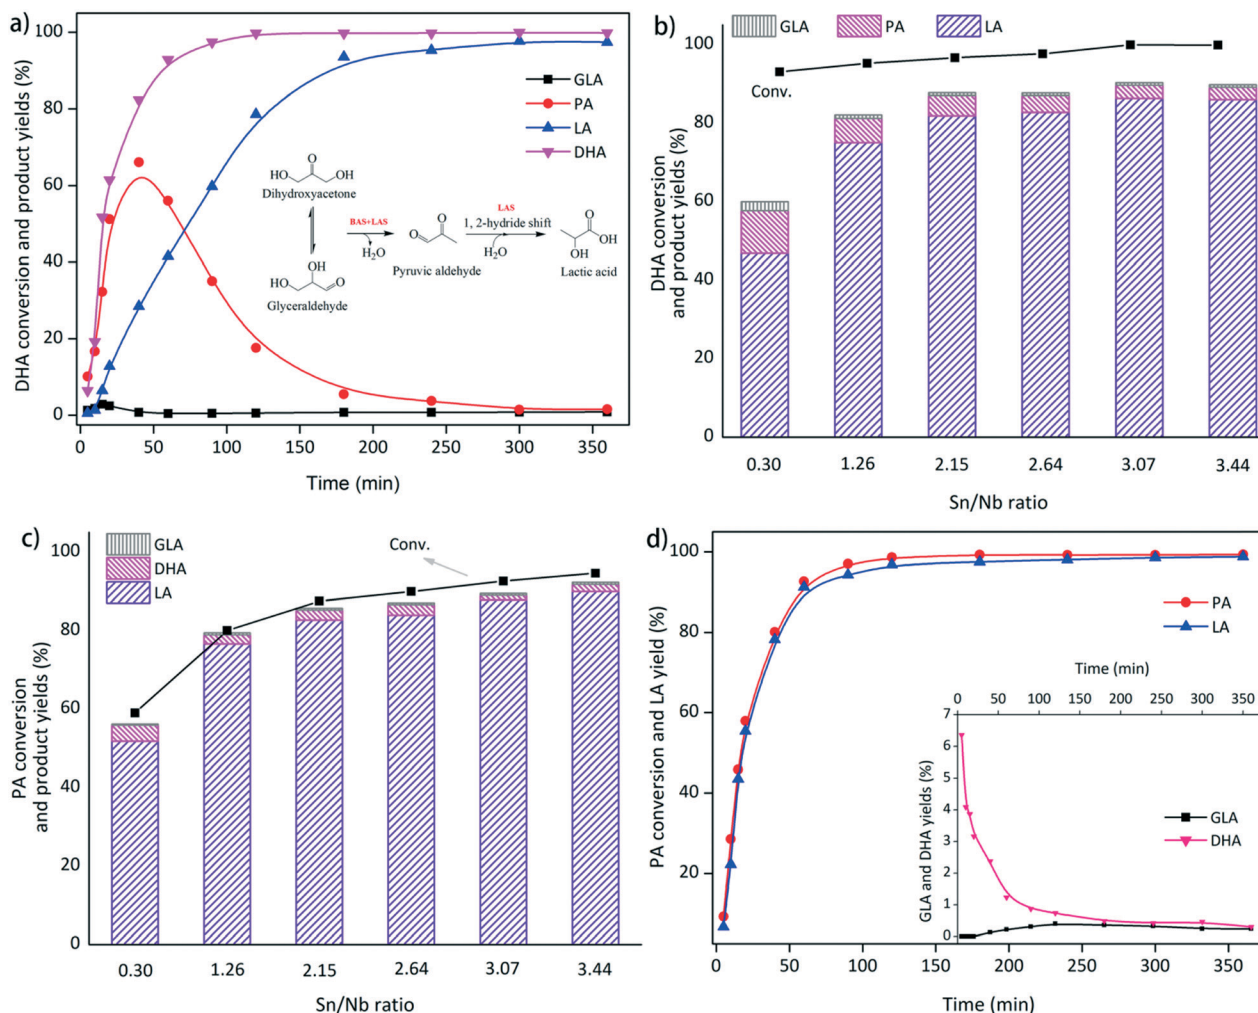 a)
DHA conversion and product yields (%)
100
80
60
40
20
0
GLA
PA
LA
DHA
O
HO
OH
Dihydroxyacetone
OH
HO
O
Glyceraldehyde
BAS+LAS
H2O
O
O
Pyruvic aldehyde
LAS
1, 2-hydride shift
H2O
O
OH
OH
Lactic acid
0 50 100 150 200 250 300 350
Time (min)
b)
GLA PA LA
DHA conversion
and product yields (%)
100
80
60
40
20
0
Conv.
0.30 1.26 2.15 2.64 3.07 3.44
Sn/Nb ratio
c)
PA conversion
and product yields (%)
100
80
60
40
20
0
GLA
DHA
LA
Conv.
0.30 1.26 2.15 2.64 3.07 3.44
Sn/Nb ratio
d)
PA conversion and LA yield (%)
100
80
60
40
20
PA
LA
Time (min)
0 50 100 150 200 250 300 350
GLA and DHA yields (%)
7
6
5
4
3
2
1
0
GLA
DHA
0 50 100 150 200 250 300 350
Time (min)